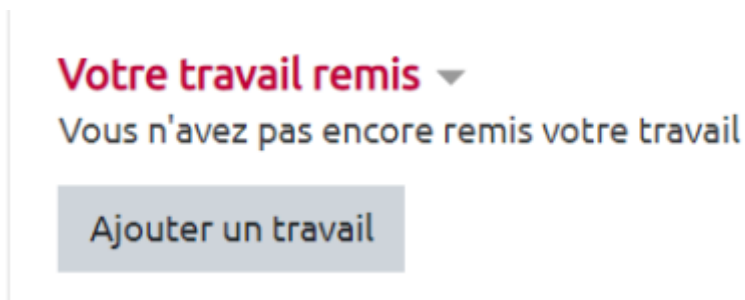 Votre travail remis
Vous n'avez pas encore remis votre travail
Ajouter un travail